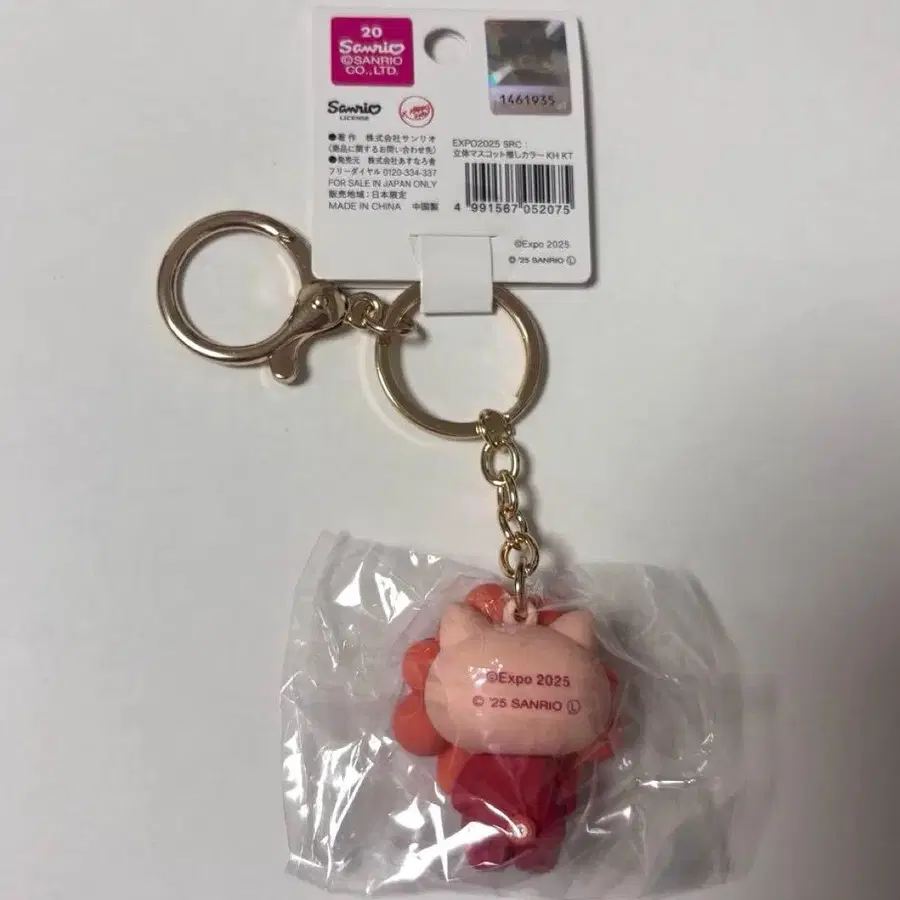 20
Sanrio
©SANRIO
CO.,LTD.
1461935
Sanrio
LICENSE
●著作 株式会社サンリオ
(商品に関するお問い合わせ先)
●発売元 株式会社あすなろ舎
フリーダイヤル 0120-334-337
FOR SALE IN JAPAN ONLY
販売地域:日本限定
MADE IN CHINA 中国製
EXPO2025 SRC:
立体マスコット推しカラー KH KT
4 991567 052075
©Expo 2025
© '25 SANRIO Ⓛ
©Expo 2025
© '25 SANRIO Ⓛ